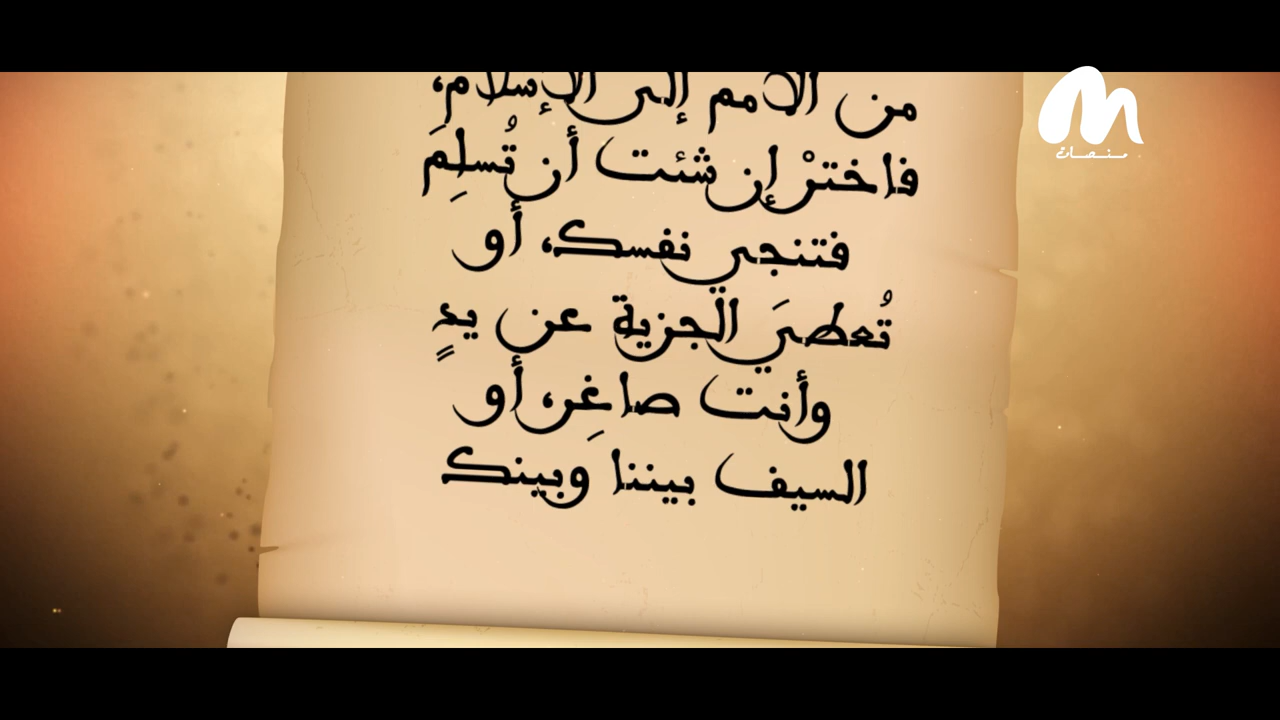 من الأمم إلى الإسلام،
فاخترْ إن شئت أن تُسلِمَ
فتنجي نفسك، أو
تُعطيَ الجزية عن يدٍ
وأنت صاغِر، أو
السيف بيننا وبينك
منصات